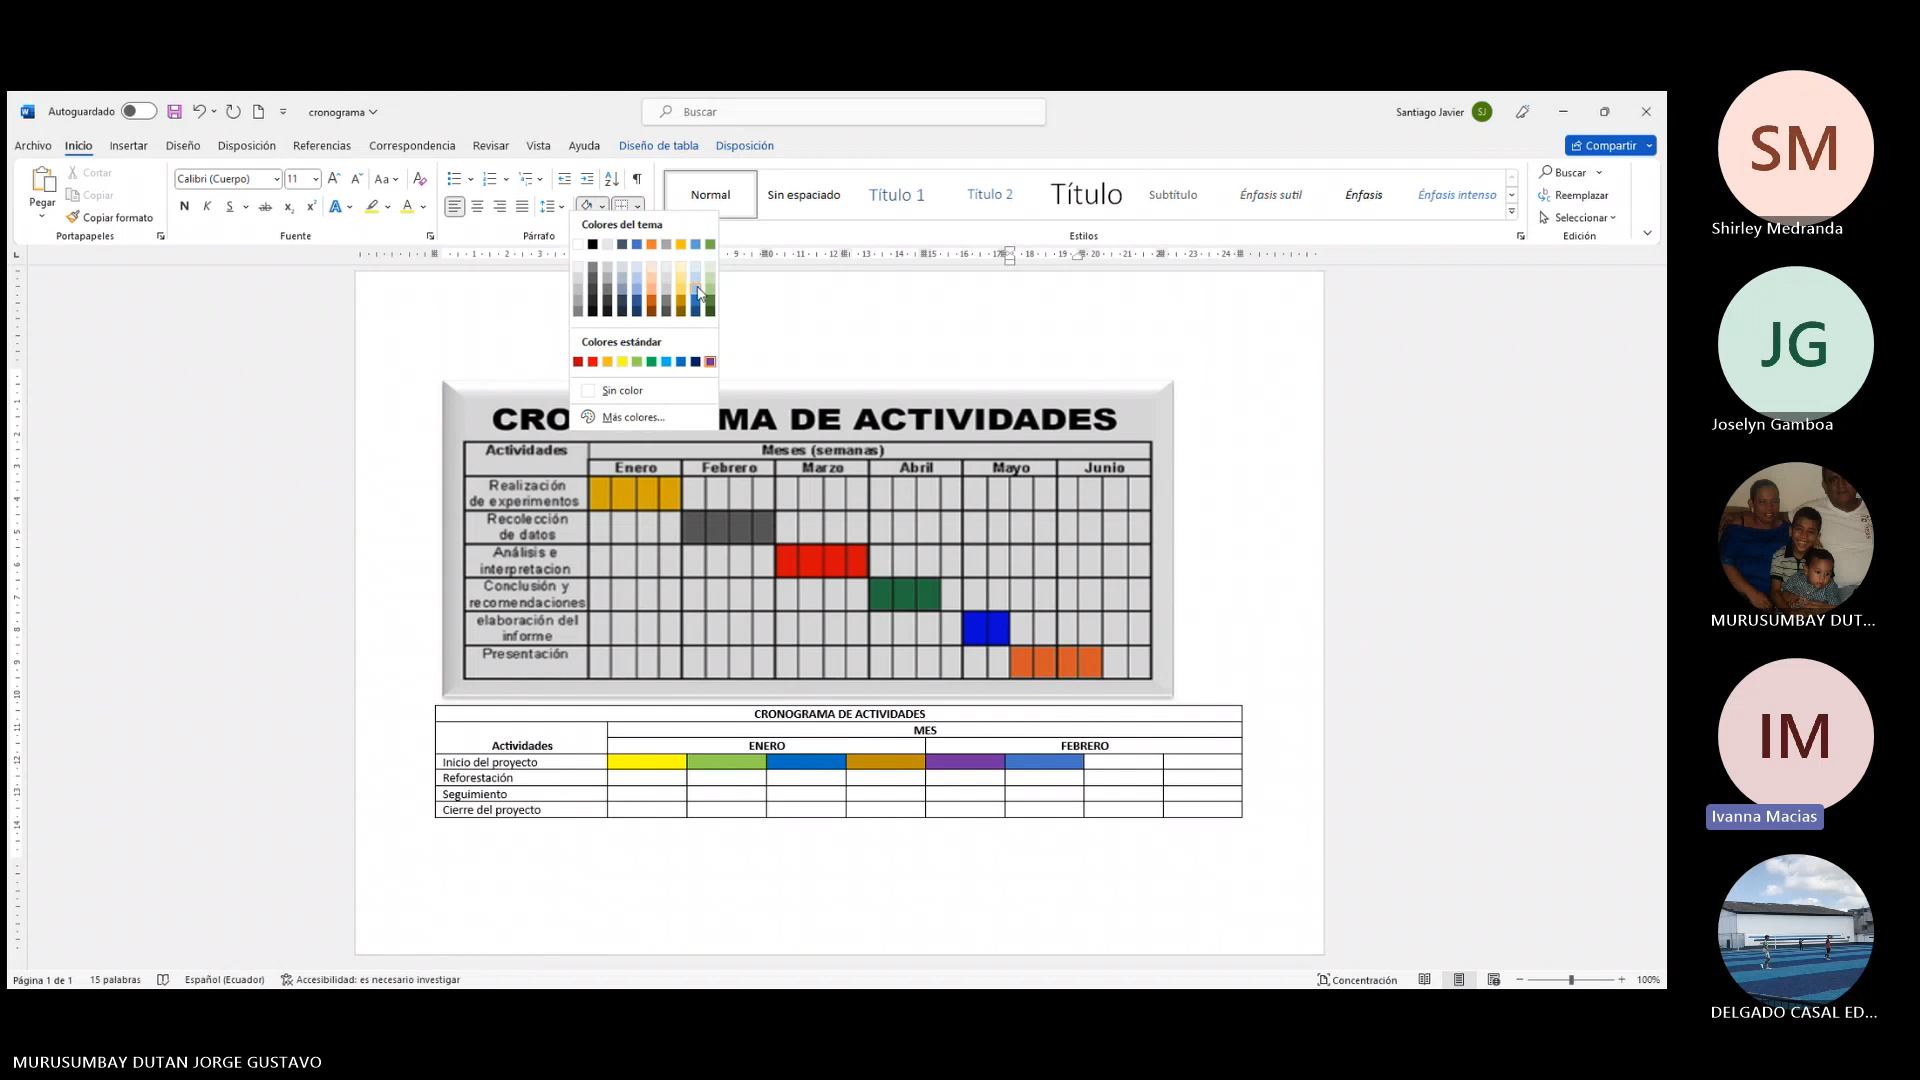 Autoguardado
cronograma
Buscar
Santiago Javier SJ
Archivo Inicio Insertar Diseño Disposición Referencias Correspondencia Revisar Vista Ayuda Diseño de tabla Disposición
Compartir
Pegar
Cortar
Copiar
Copiar formato
Portapapeles
Calibri (Cuerpo) 11
N K S ab x₂ x² A A
Fuente
Párrafo
Normal Sin espaciado Título 1 Título 2 Título Subtítulo Énfasis sutil Énfasis Énfasis intenso
Estilos
Buscar
Reemplazar
Seleccionar
Edición
Colores del tema
Colores estándar
Sin color
Más colores...
CRO MA DE ACTIVIDADES
Actividades Meses (semanas)
Enero Febrero Marzo Abril Mayo Junio
Realización
de experimentos
Recolección
de datos
Análisis e
interpretacion
Conclusión y
recomendaciones
elaboración del
informe
Presentación
CRONOGRAMA DE ACTIVIDADES
MES
Actividades ENERO FEBRERO
Inicio del proyecto
Reforestación
Seguimiento
Cierre del proyecto
Página 1 de 1 15 palabras Español (Ecuador) Accesibilidad: es necesario investigar
Concentración 100%
SM
Shirley Medranda
JG
Joselyn Gamboa
MURUSUMBAY DUT...
IM
Ivanna Macias
DELGADO CASAL ED...
MURUSUMBAY DUTAN JORGE GUSTAVO